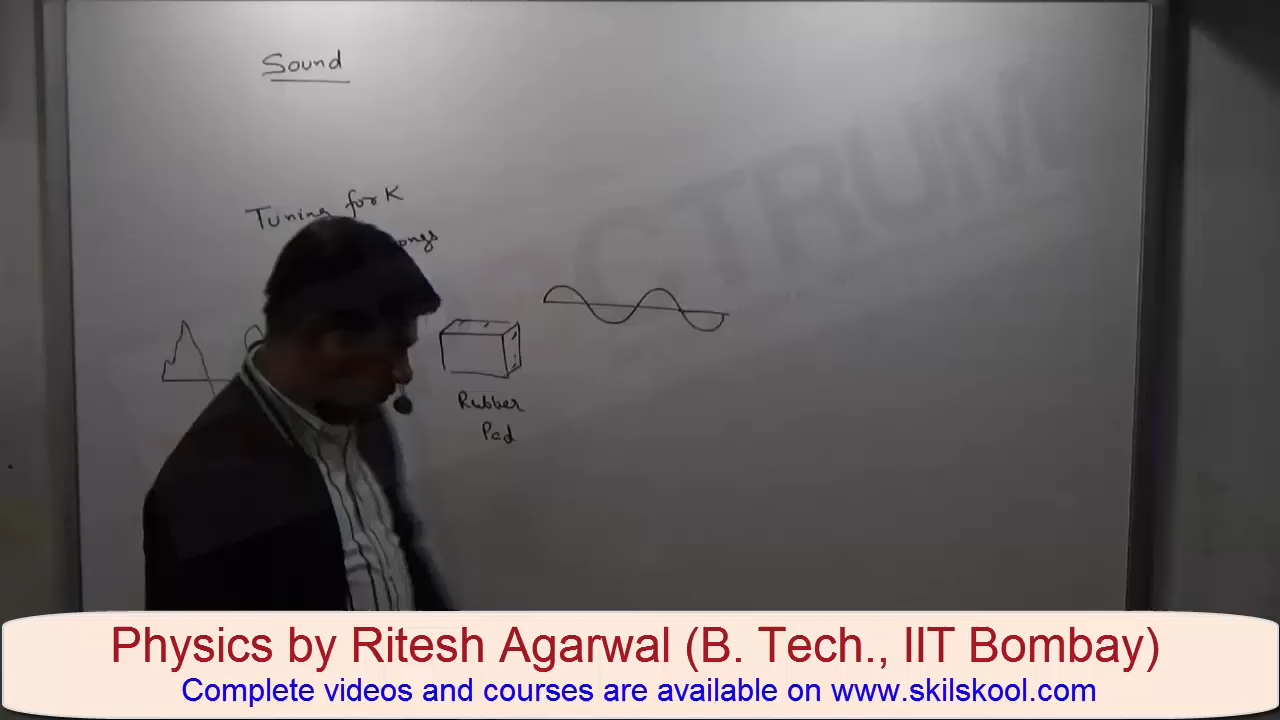 Sound
Tuning fork
Rubber
Pad
CTRUM
Physics by Ritesh Agarwal (B. Tech., IIT Bombay)
Complete videos and courses are available on www.skilskool.com